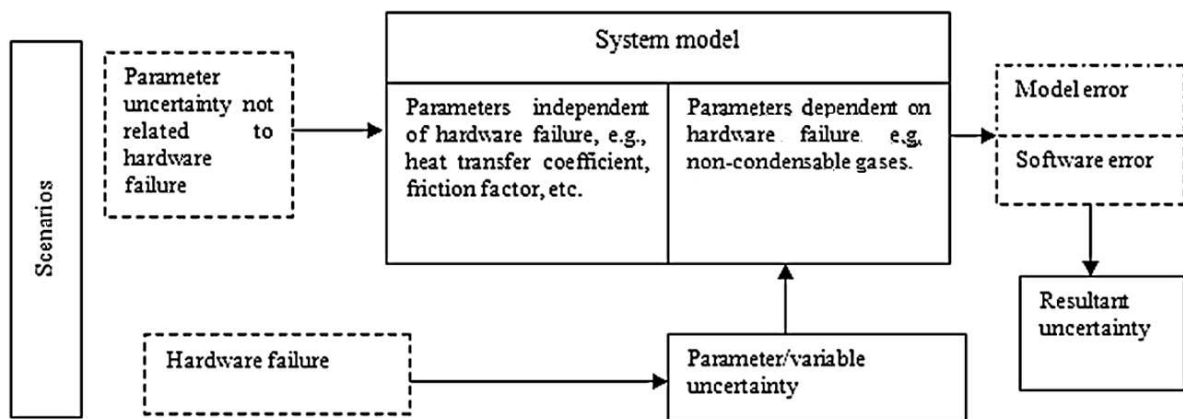 Scenarios
Parameter
uncertainty not
related to
hardware
failure
System model
Parameters independent
of hardware failure, e.g.,
heat transfer coefficient,
friction factor, etc.
Parameters dependent on
hardware failure e.g,
non-condensable gases.
Model error
Software error
Resultant
uncertainty
Hardware failure
Parameter/variable
uncertainty